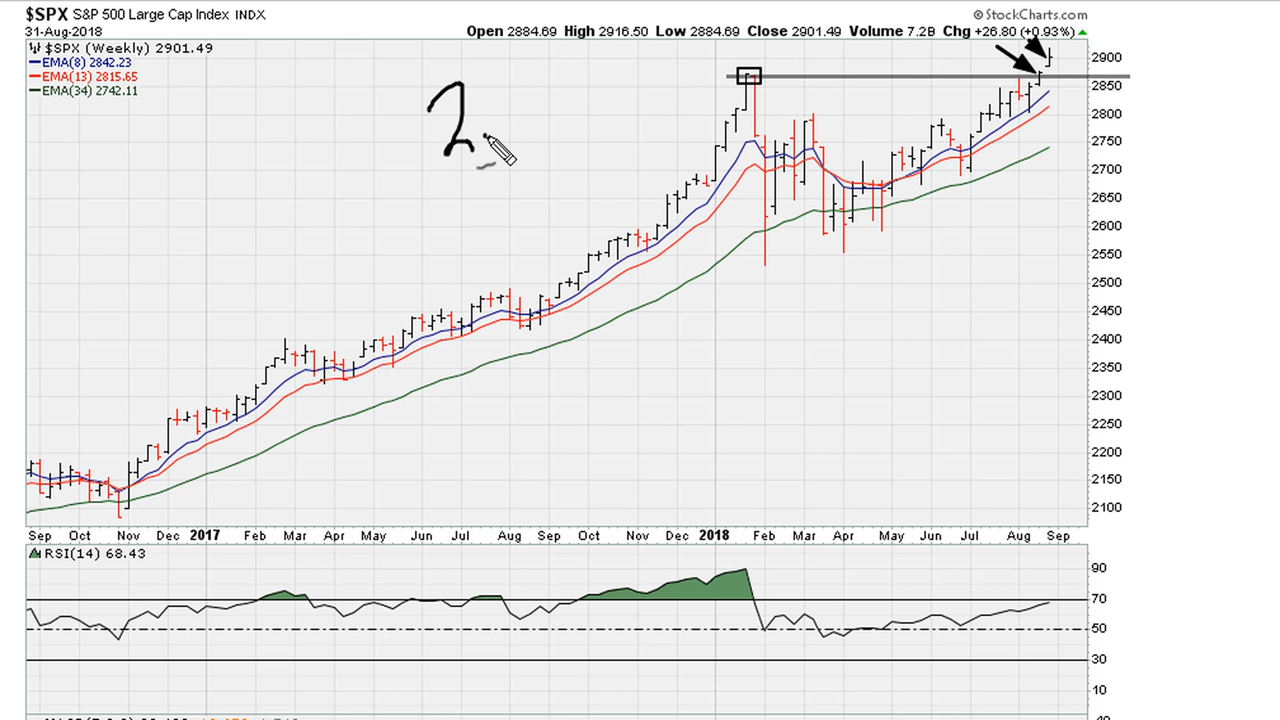 $SPX S&P 500 Large Cap Index INDX
© StockCharts.com
31-Aug-2018
Open 2884.69 High 2916.50 Low 2884.69 Close 2901.49 Volume 7.2B Chg +26.80 (+0.93%)
$SPX (Weekly) 2901.49
EMA(8) 2842.23
EMA(13) 2815.65
EMA(34) 2742.11
2
2900
2850
2800
2750
2700
2650
2600
2550
2500
2450
2400
2350
2300
2250
2200
2150
2100
Sep Oct Nov Dec 2017 Feb Mar Apr May Jun Jul Aug Sep Oct Nov Dec 2018 Feb Mar Apr May Jun Jul Aug Sep
RSI(14) 68.43
90
70
50
30
10